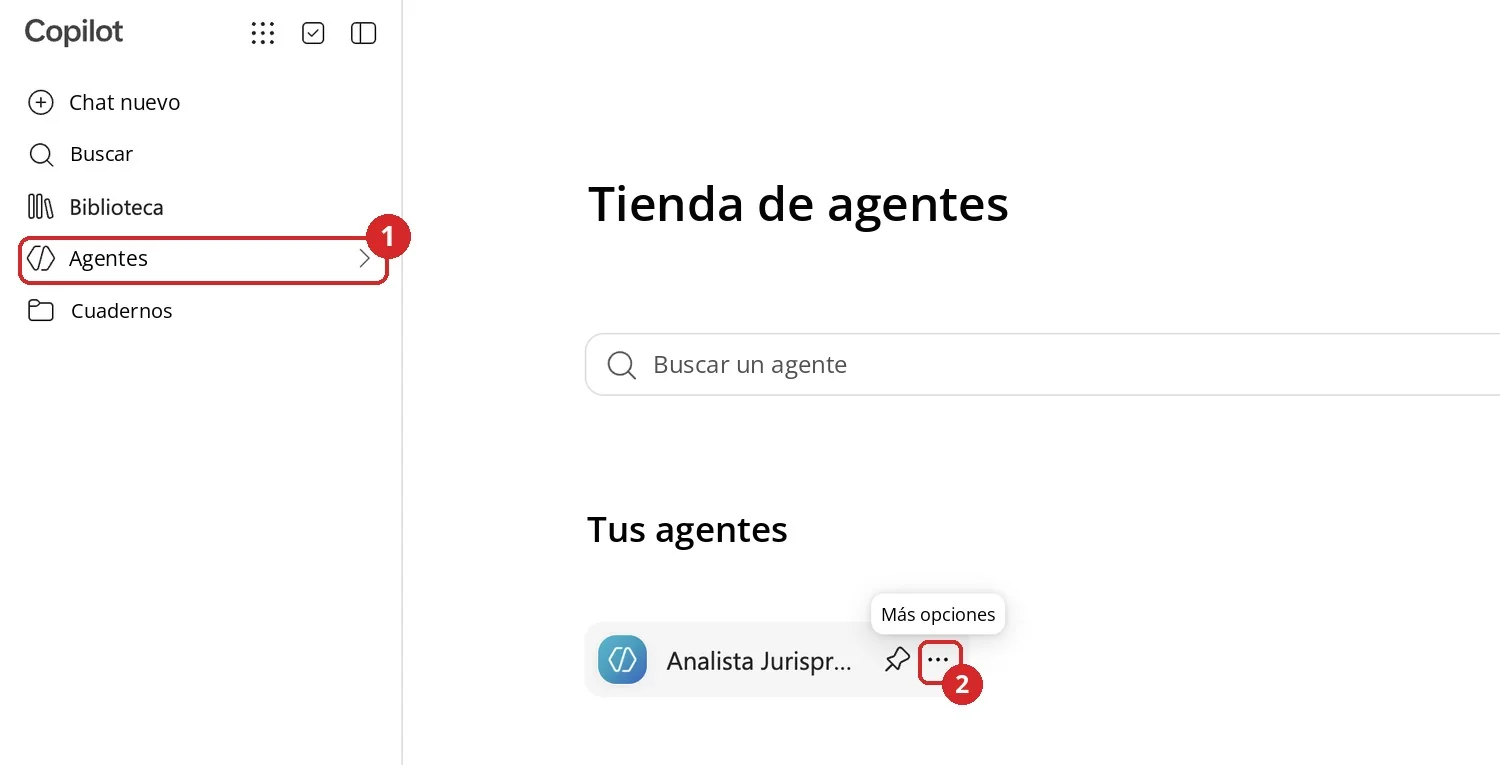 Copilot
Chat nuevo
Buscar
Biblioteca
Agentes
1
Cuadernos
Tienda de agentes
Buscar un agente
Tus agentes
Más opciones
Analista Jurispr...
2